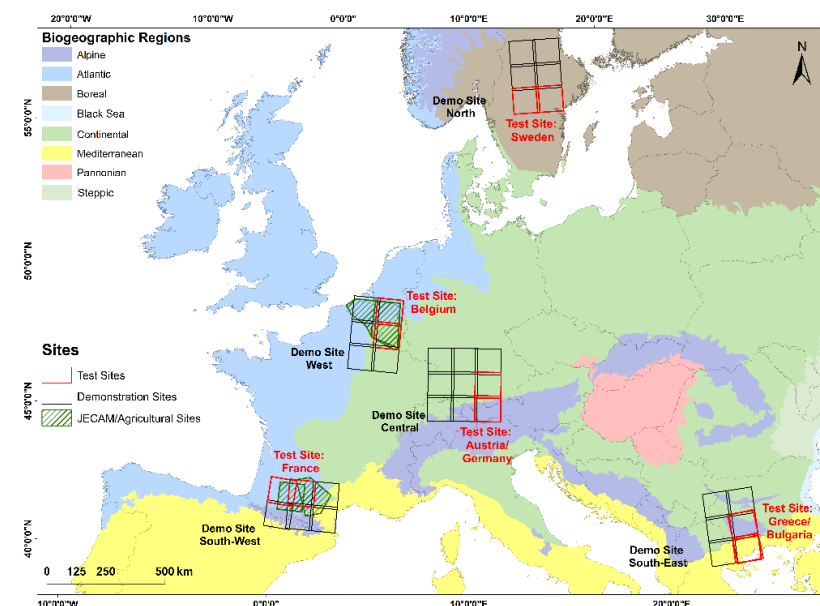 20°0'0"W
10°0'0"W
0°0'0"
10°0'0"E
20°0'0"E
30°0'0"E
Biogeographic Regions
Alpine
Atlantic
Boreal
Black Sea
Continental
Mediterranean
Pannonian
Steppic
N
55°0'0"N
50°0'0"N
45°0'0"N
40°0'0"N
Demo Site
North
Test Site:
Sweden
Test Site:
Belgium
Demo Site
West
Sites
Test Sites
Demonstration Sites
JECAM/Agricultural Sites
Demo Site
Central
Test Site:
Austria/
Germany
Test Site:
France
Demo Site
South-West
Test Site:
Greece/
Bulgaria
Demo Site
South-East
0 125 250 500 km
10°0'0"W
0°0'0"
10°0'0"E
20°0'0"E